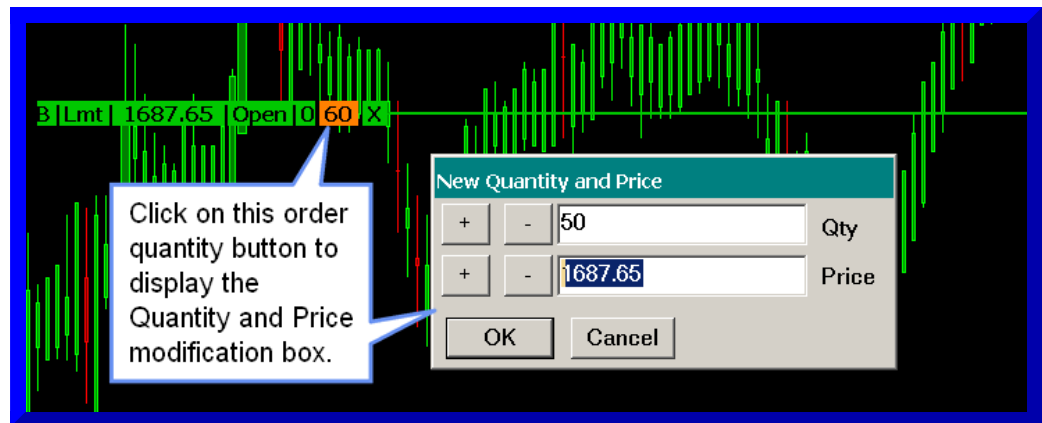 B |Lmt| 1687.65 |Open|0 60 X
Click on this order
quantity button to
display the
Quantity and Price
modification box.
New Quantity and Price
+ - 50 Qty
+ - 1687.65 Price
OK Cancel